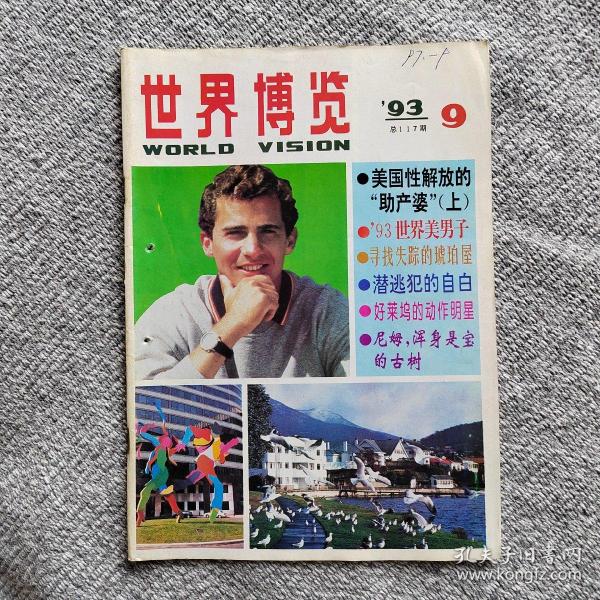 世界博览
WORLD VISION
'93
总117期
9
●美国性解放的
“助产婆”(上)
●'93世界美男子
●寻找失踪的琥珀屋
●潜逃犯的自白
●好莱坞的动作明星
●尼姆,浑身是宝
的古树
孔夫子旧书网
www.kongfz.com